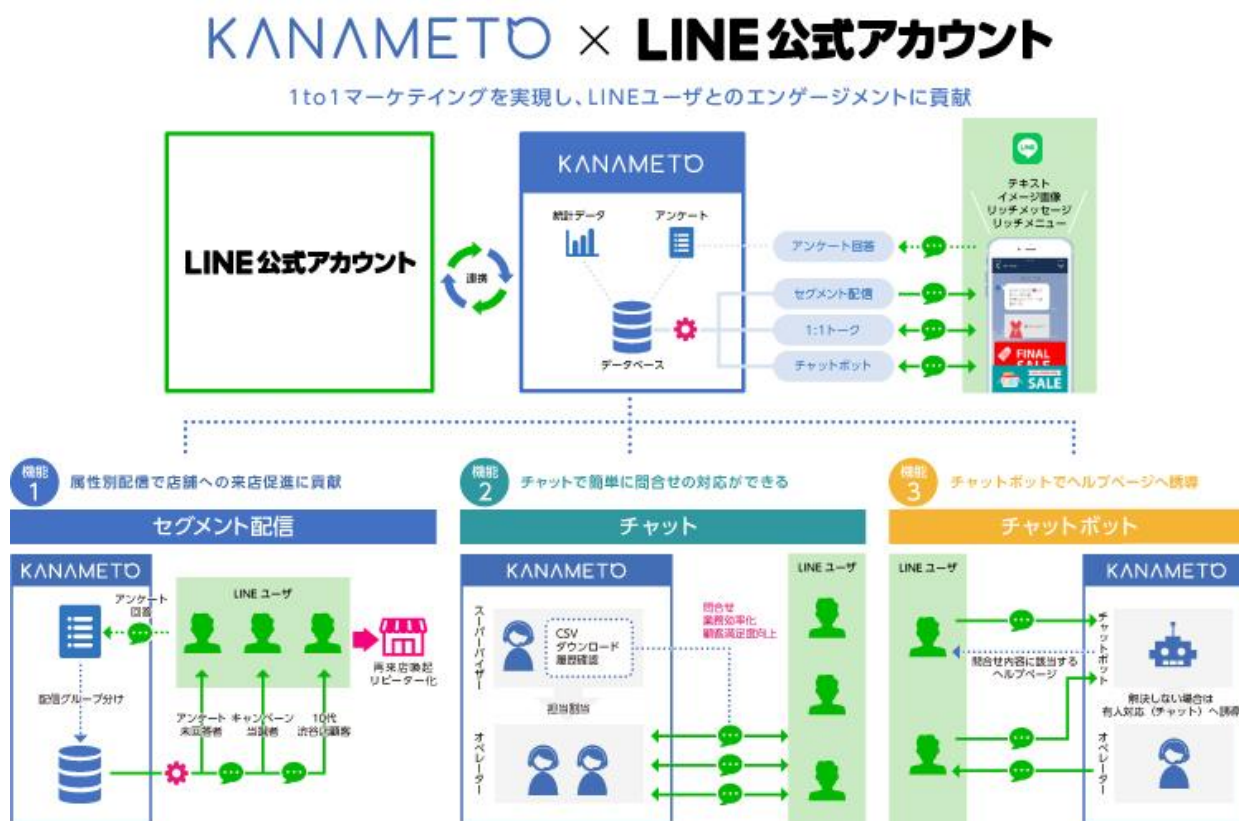 KANAMETO × LINE公式アカウント
1to1マーケテイングを実現し、LINEユーザとのエンゲージメントに貢献
LINE公式アカウント
連携
KANAMETO
統計データ
アンケート
データベース
アンケート回答
セグメント配信
1:1トーク
チャットボット
LINE
テキスト
イメージ画像
リッチメッセージ
リッチメニュー
FINAL
SALE
SALE
機能
1
属性別配信で店舗への来店促進に貢献
セグメント配信
KANAMETO
アンケート
回答
配信グループ分け
LINE ユーザ
アンケート
未回答者
キャンペーン
当選者
10代
渋谷店顧客
再来店喚起
リピーター化
機能
2
チャットで簡単に問合せの対応ができる
チャット
KANAMETO
スーパーバイザー
CSV
ダウンロード
履歴確認
担当割当
オペレーター
問合せ
業務効率化
顧客満足度向上
LINE ユーザ
機能
3
チャットボットでヘルプページへ誘導
チャットボット
LINE ユーザ
KANAMETO
チャットボット
問合せ内容に該当する
ヘルプページ
解決しない場合は
有人対応（チャット）へ誘導
オペレーター